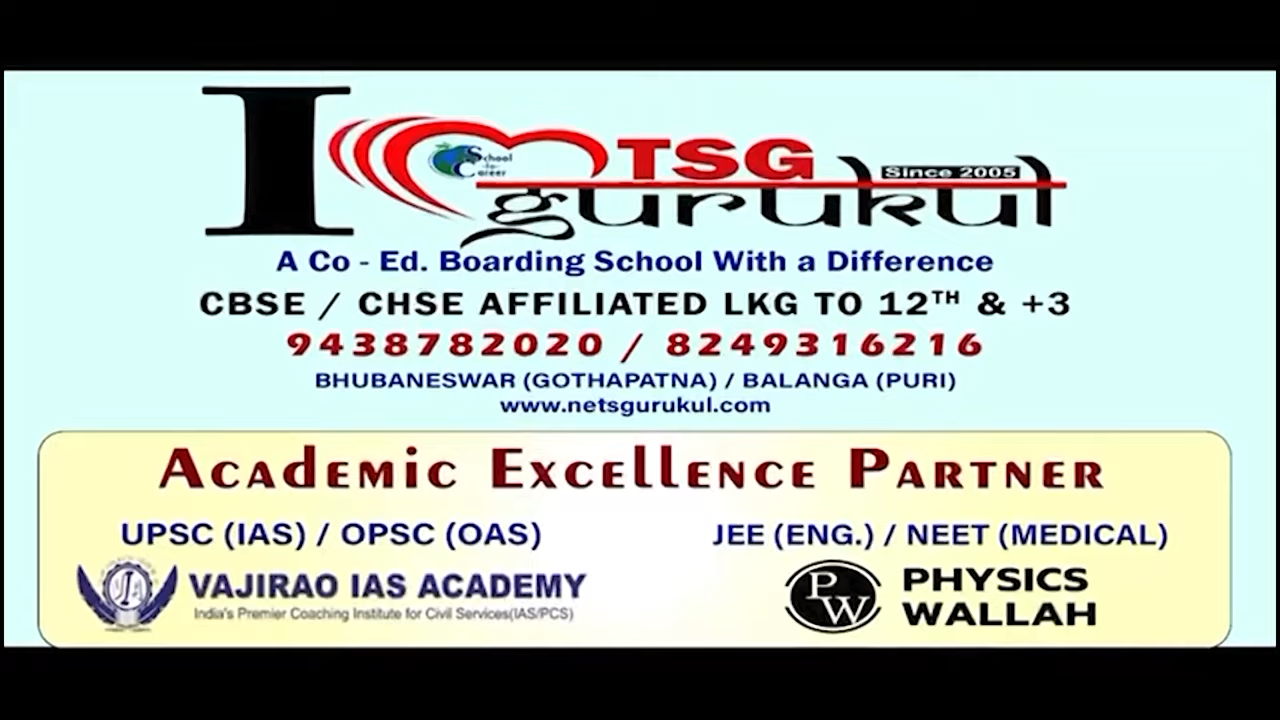 I TSG
School
-to-
Career
gurukul Since 2005
A Co - Ed. Boarding School With a Difference
CBSE / CHSE AFFILIATED LKG TO 12TH & +3
9438782020 / 8249316216
BHUBANESWAR (GOTHAPATNA) / BALANGA (PURI)
www.netsgurukul.com
Academic Excellence Partner
UPSC (IAS) / OPSC (OAS)
VAJIRAO IAS ACADEMY
India's Premier Coaching Institute for Civil Services(IAS/PCS)
JEE (ENG.) / NEET (MEDICAL)
PW
PHYSICS
WALLAH